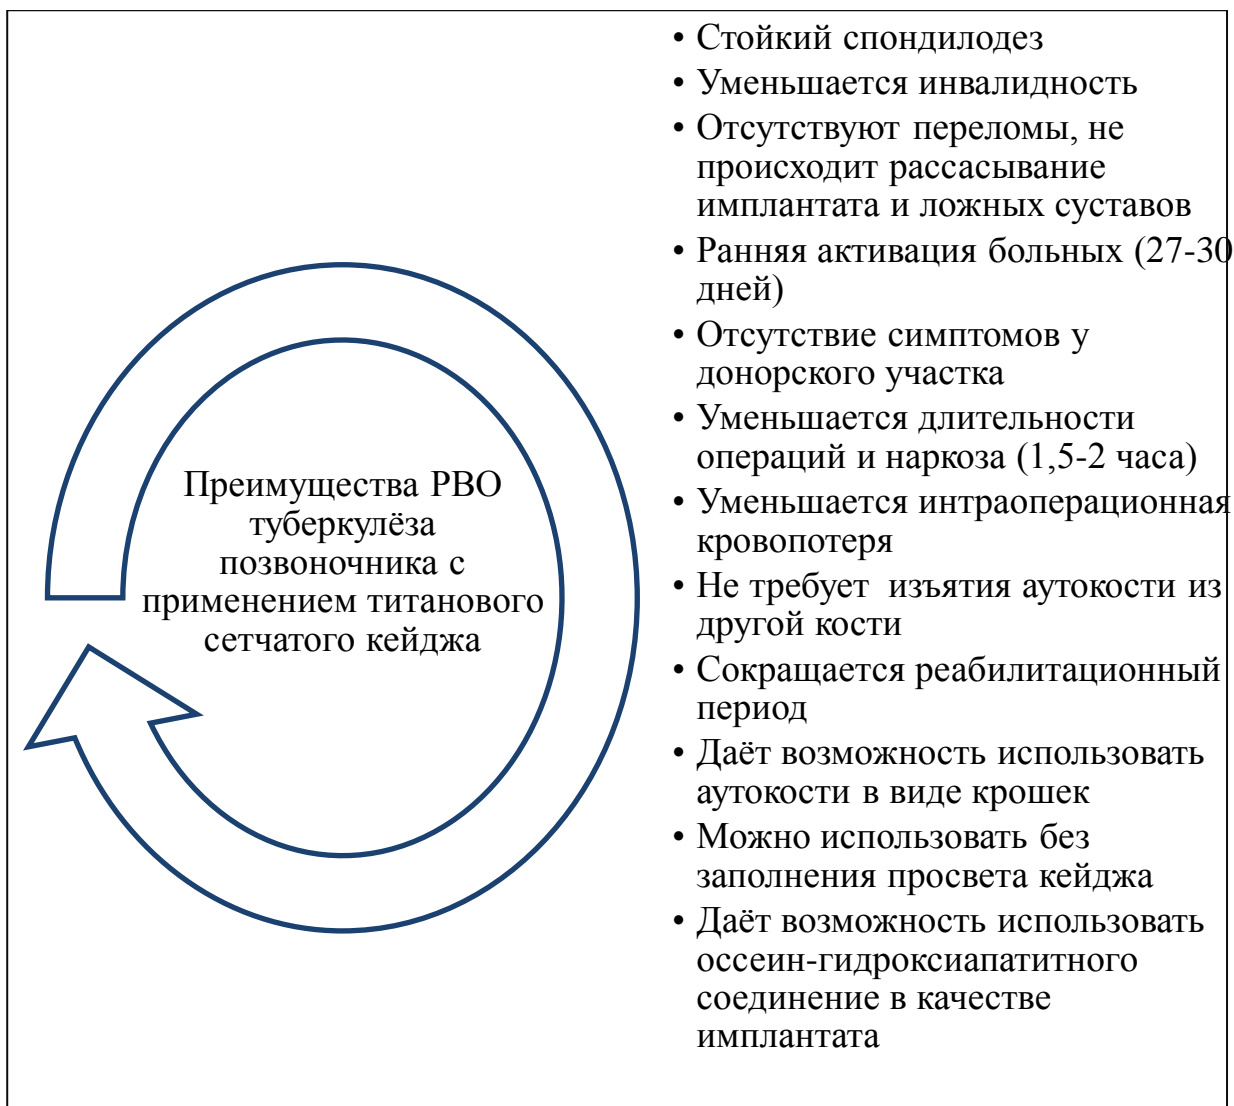 Преимущества РВО
туберкулёза
позвоночника с
применением титанового
сетчатого кейджа
• Стойкий спондилодез
• Уменьшается инвалидность
• Отсутствуют переломы, не
происходит рассасывание
имплантата и ложных суставов
• Ранняя активация больных (27-30
дней)
• Отсутствие симптомов у
донорского участка
• Уменьшается длительности
операций и наркоза (1,5-2 часа)
• Уменьшается интраоперационная
кровопотеря
• Не требует изъятия аутокости из
другой кости
• Сокращается реабилитационный
период
• Даёт возможность использовать
аутокости в виде крошек
• Можно использовать без
заполнения просвета кейджа
• Даёт возможность использовать
оссеин-гидроксиапатитного
соединение в качестве
имплантата